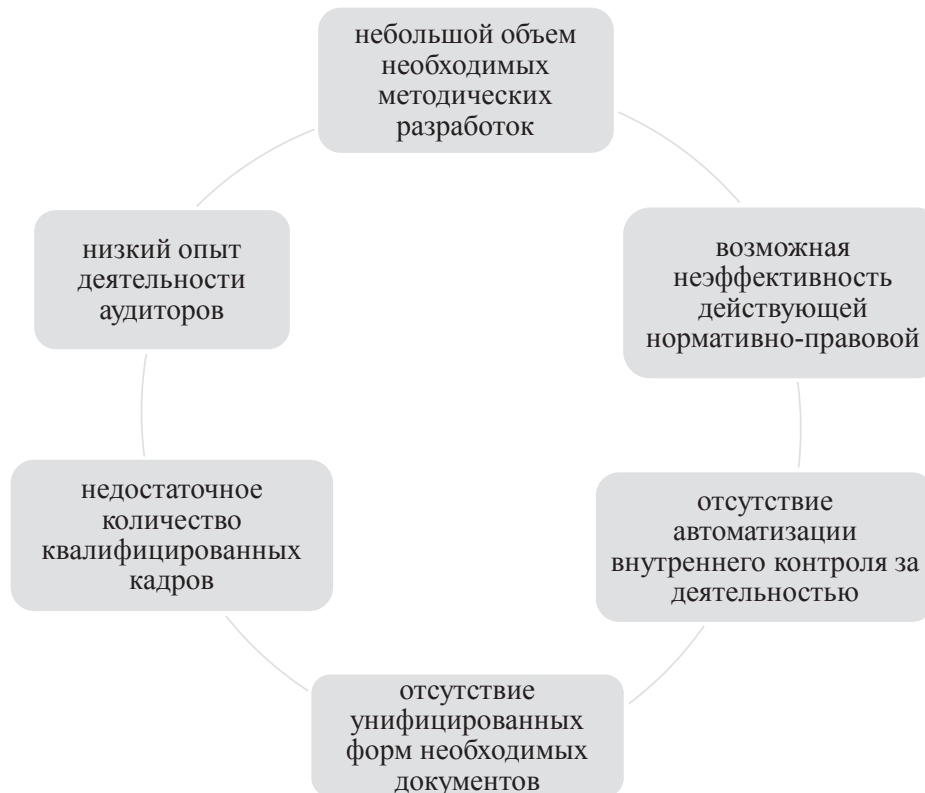 небольшой объем
необходимых
методических
разработок
возможная
неэффективность
действующей
нормативно-правовой
отсутствие
автоматизации
внутреннего контроля за
деятельностью
отсутствие
унифицированных
форм необходимых
документов
недостаточное
количество
квалифицированных
кадров
низкий опыт
деятельности
аудиторов